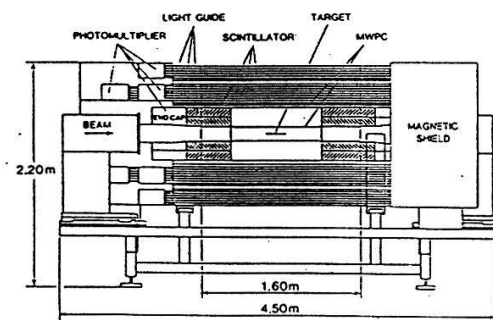 LIGHT GUIDE
TARGET
PHOTOMULTIPLIER
SCINTILLATOR
MWPC
END CAP
BEAM
MAGNETIC
SHIELD
2,20m
1.60m
4.50m